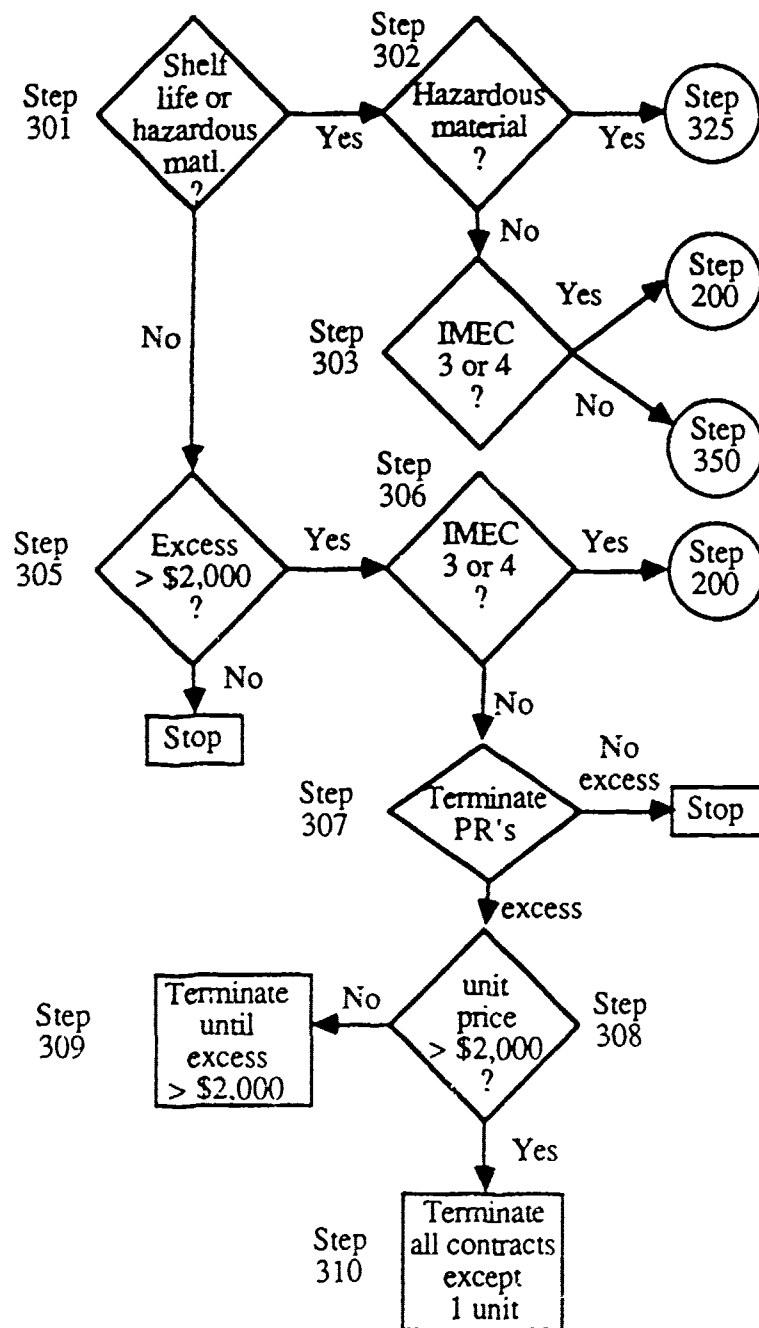 Step
301
Shelf
life or
hazardous
matl.
?
Yes
Step
302
Hazardous
material
?
Yes
Step
325
No
No
Step
303
IMEC
3 or 4
?
Yes
Step
200
No
Step
350
Step
305
Excess
> $2,000
?
Yes
Step
306
IMEC
3 or 4
?
Yes
Step
200
No
Stop
No
Step
307
Terminate
PR's
No
excess
Stop
excess
Step
309
Terminate
until
excess
> $2,000
No
unit
price
> $2,000
?
Step
308
Yes
Step
310
Terminate
all contracts
except
1 unit